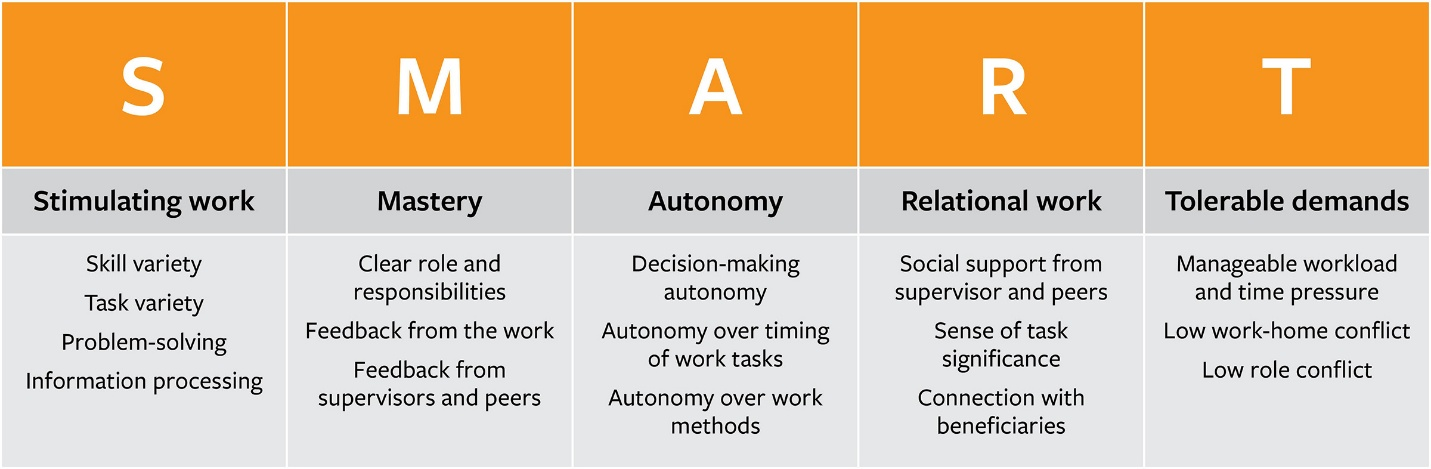 S
M
A
R
T
Stimulating work
Mastery
Autonomy
Relational work
Tolerable demands
Skill variety
Task variety
Problem-solving
Information processing
Clear role and
responsibilities
Feedback from the work
Feedback from
supervisors and peers
Decision-making
autonomy
Autonomy over timing
of work tasks
Autonomy over work
methods
Social support from
supervisor and peers
Sense of task
significance
Connection with
beneficiaries
Manageable workload
and time pressure
Low work-home conflict
Low role conflict